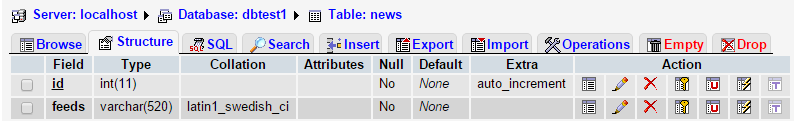 Server: localhost Database: dbtest1 Table: news
Browse Structure SQL Search Insert Export Import Operations Empty Drop
Field Type Collation Attributes Null Default Extra Action
id int(11) No None auto_increment
feeds varchar(520) latin1_swedish_ci No None